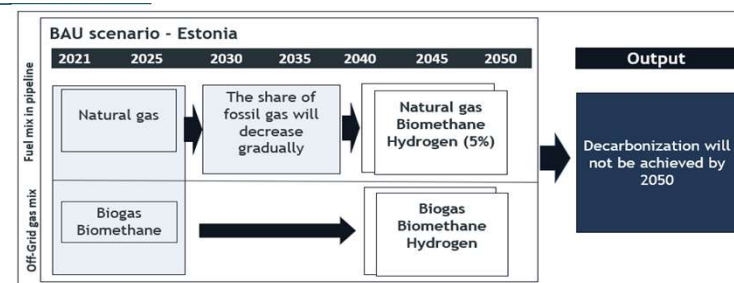 BAU scenario - Estonia
2021 2025 2030 2035 2040 2045 2050
Output
Fuel mix in pipeline
Natural gas
The share of
fossil gas will
decrease
gradually
Natural gas
Biomethane
Hydrogen (5%)
Decarbonization will
not be achieved by
2050
Off-Grid gas mix
Biogas
Biomethane
Biogas
Biomethane
Hydrogen